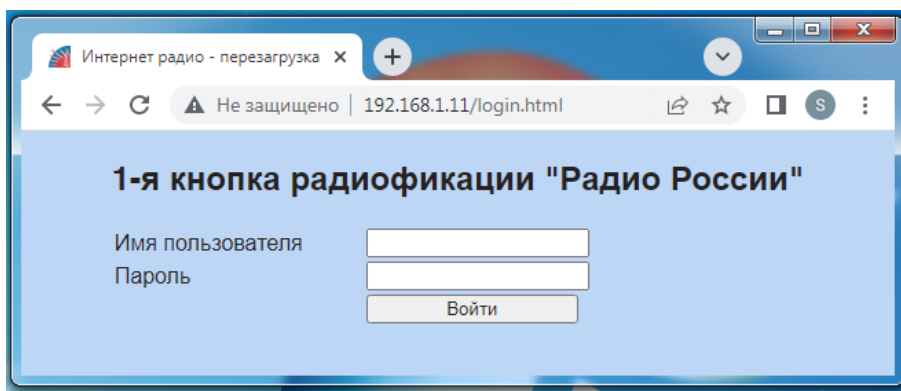 Интернет радио - перезагрузка
Не защищено | 192.168.1.11/login.html
S
1-я кнопка радиофикации "Радио России"
Имя пользователя
Пароль
Войти